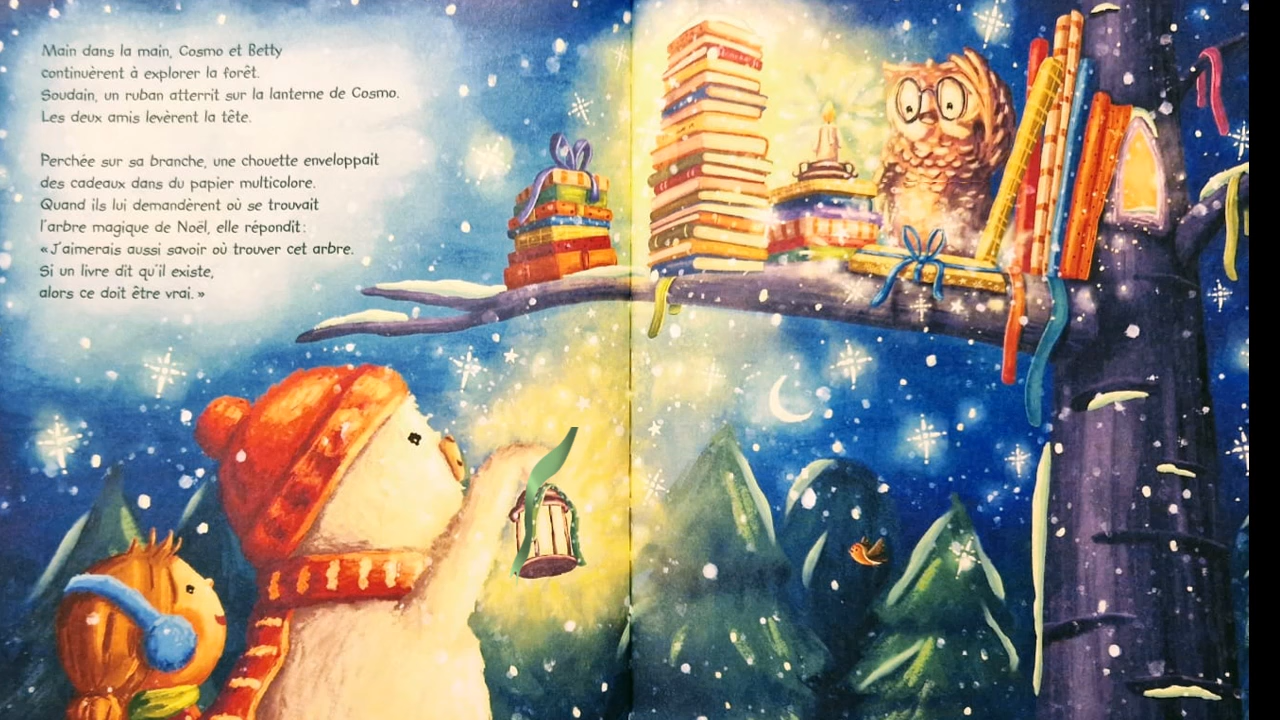 Main dans la main, Cosmo et Betty
continuèrent à explorer la forêt.
Soudain, un ruban atterrit sur la lanterne de Cosmo.
Les deux amis levèrent la tête.
Perchée sur sa branche, une chouette enveloppait
des cadeaux dans du papier multicolore.
Quand ils lui demandèrent où se trouvait
l'arbre magique de Noël, elle répondit :
« J'aimerais aussi savoir où trouver cet arbre.
Si un livre dit qu'il existe,
alors ce doit être vrai. »